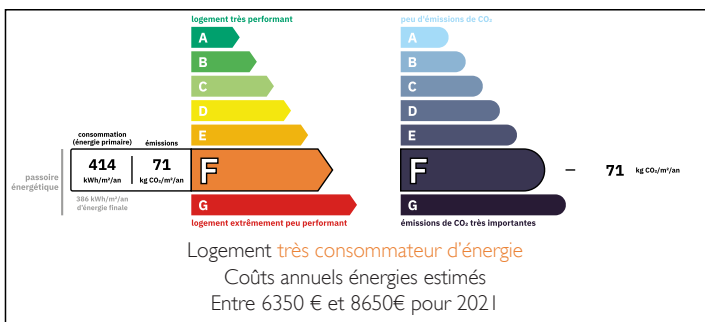 logement très performant
A
B
C
D
E
consommation
(énergie primaire)
émissions
passoire
énergétique
414
kWh/m²/an
71
kg CO₂/m²/an
F
386 kWh/m²/an
d'énergie finale
G
logement extrêmement peu performant
peu d'émissions de CO₂
A
B
C
D
E
F
71 kg CO₂/m²/an
G
émissions de CO₂ très importantes
Logement très consommateur d'énergie
Coûts annuels énergies estimés
Entre 6350 € et 8650€ pour 2021